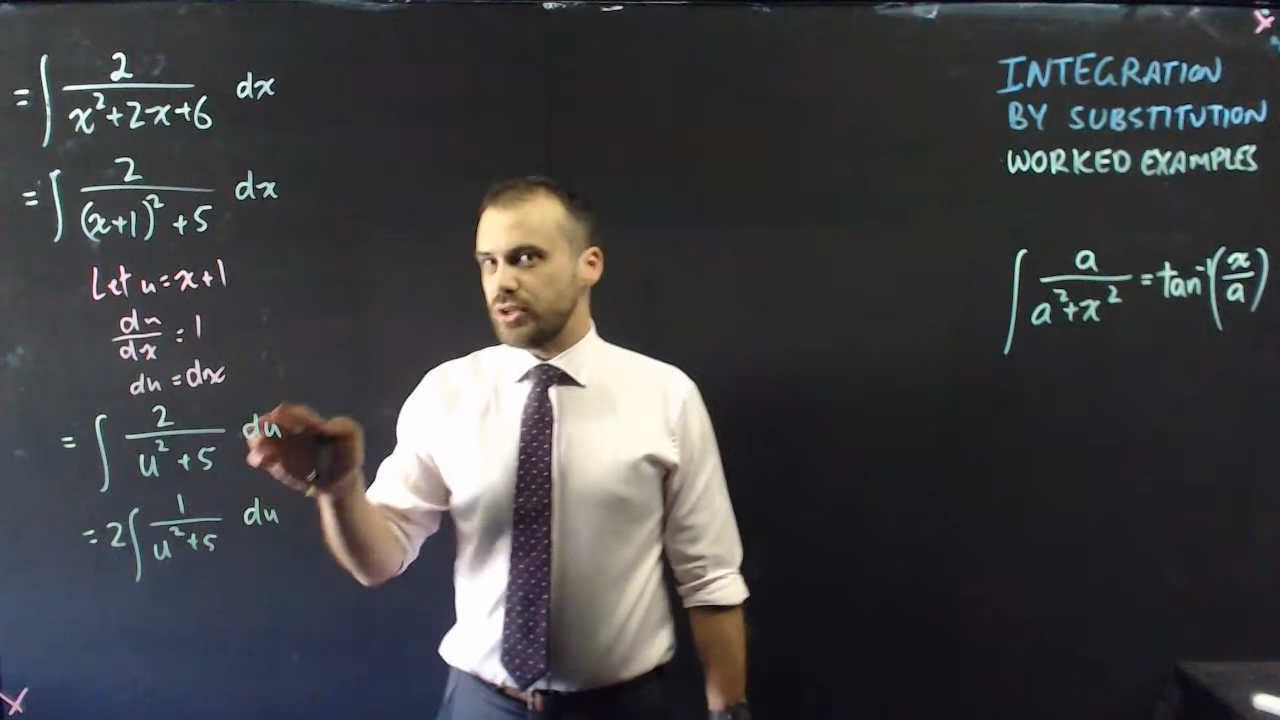 = ∫ 2/(x²+2x+6) dx
= ∫ 2/((x+1)²+5) dx
Let u=x+1
du/dx = 1
du = dx
= ∫ 2/(u²+5) du
= 2∫ 1/(u²+5) du
INTEGRATION
BY SUBSTITUTION
WORKED EXAMPLES
∫ a/(a²+x²) = tan⁻¹(x/a)